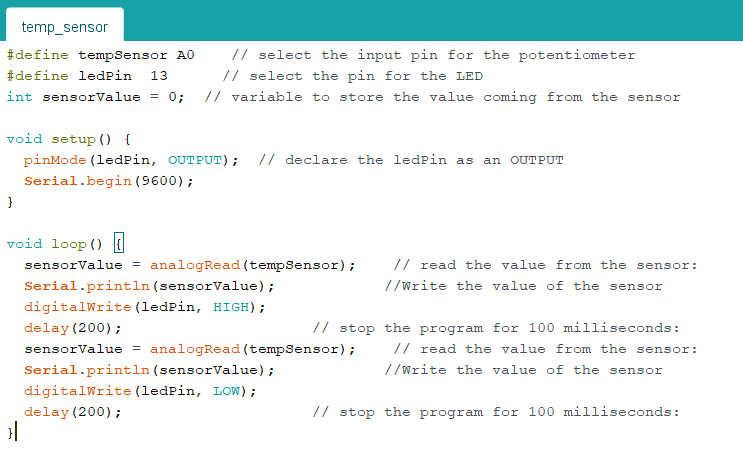 temp_sensor
#define tempSensor A0    // select the input pin for the potentiometer
#define ledPin  13      // select the pin for the LED
int sensorValue = 0;  // variable to store the value coming from the sensor

void setup() {
  pinMode(ledPin, OUTPUT);  // declare the ledPin as an OUTPUT
  Serial.begin(9600);
}

void loop() {
  sensorValue = analogRead(tempSensor);    // read the value from the sensor:
  Serial.println(sensorValue);            //Write the value of the sensor
  digitalWrite(ledPin, HIGH);
  delay(200);                     // stop the program for 100 milliseconds:
  sensorValue = analogRead(tempSensor);    // read the value from the sensor:
  Serial.println(sensorValue);            //Write the value of the sensor
  digitalWrite(ledPin, LOW);
  delay(200);                     // stop the program for 100 milliseconds:
}